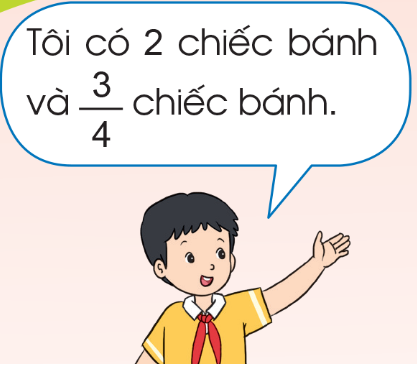 Tôi có 2 chiếc bánh
và 3/4 chiếc bánh.